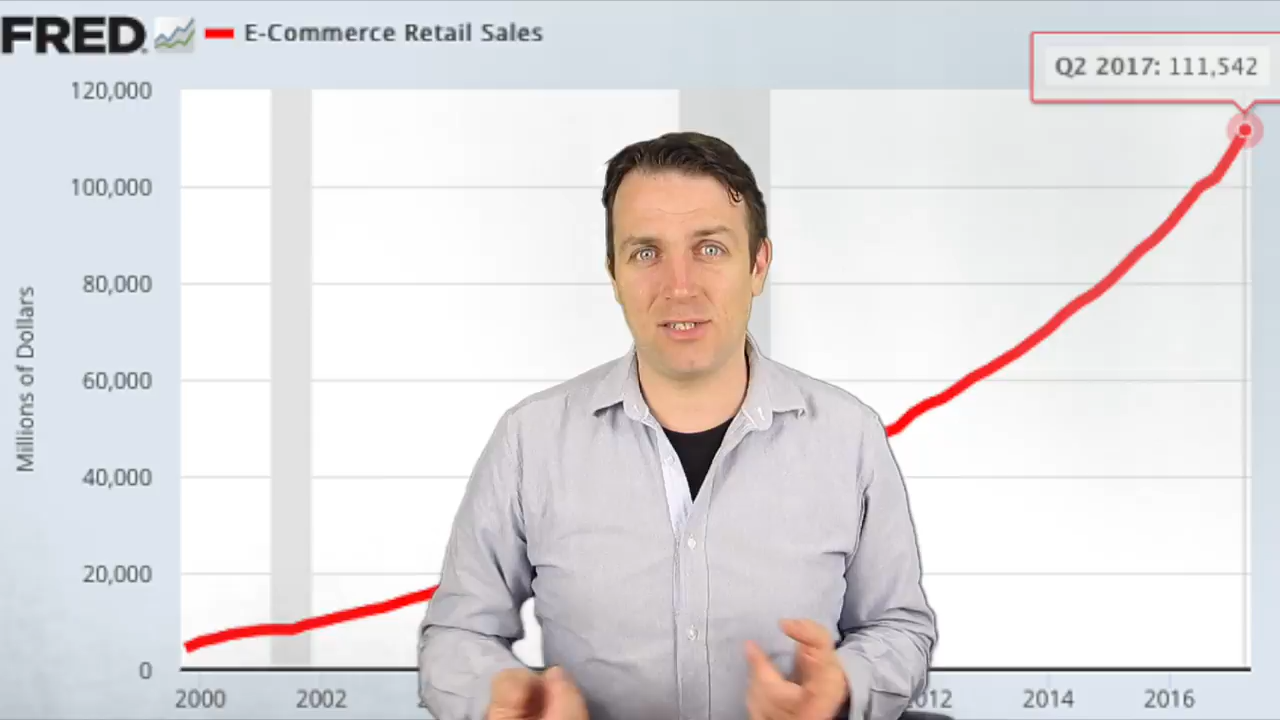 FRED
E-Commerce Retail Sales
Q2 2017: 111,542
120,000
100,000
80,000
60,000
40,000
20,000
0
Millions of Dollars
2000
2002
2014
2016